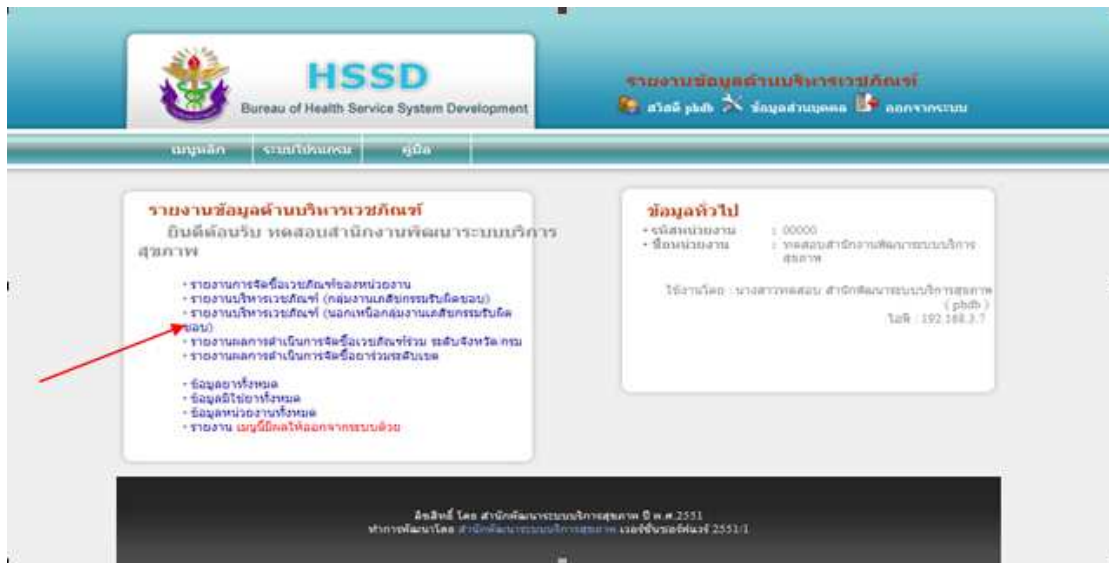 HSSD
Bureau of Health Service System Development
รายงานข้อมูลด้านบริหารเวชภัณฑ์
สวัสดี phdb ข้อมูลส่วนบุคคล ออกจากระบบ
เมนูหลัก ระบบโปรแกรม คู่มือ
รายงานข้อมูลด้านบริหารเวชภัณฑ์
ยินดีต้อนรับ ทดสอบสำนักงานพัฒนาระบบบริการ
สุขภาพ
• รายงานการจัดซื้อเวชภัณฑ์ของหน่วยงาน
• รายงานบริหารเวชภัณฑ์ (กลุ่มงานเภสัชกรรมรับผิดชอบ)
• รายงานบริหารเวชภัณฑ์ (นอกเหนือกลุ่มงานเภสัชกรรมรับผิด
ชอบ)
• รายงานผลการดำเนินการจัดซื้อเวชภัณฑ์ร่วม ระดับจังหวัด/กรม
• รายงานผลการดำเนินการจัดซื้อยาร่วมระดับเขต
• ข้อมูลยาทั้งหมด
• ข้อมูลมิใช่ยาทั้งหมด
• ข้อมูลหน่วยงานทั้งหมด
• รายงาน เมนูนี้มีผลให้ออกจากระบบด้วย
ข้อมูลทั่วไป
• รหัสหน่วยงาน : 00000
• ชื่อหน่วยงาน : ทดสอบสำนักงานพัฒนาระบบบริการ
สุขภาพ
ใช้งานโดย : นางสาวทดสอบ สำนักพัฒนาระบบบริการสุขภาพ
( phdb )
ไอพี : 192.168.3.7
ลิขสิทธิ์ โดย สำนักพัฒนาระบบบริการสุขภาพ ปี พ.ศ.2551
ทำการพัฒนาโดย สำนักพัฒนาระบบบริการสุขภาพ เวอร์ชั่นซอร์ฟแวร์ 2551/1